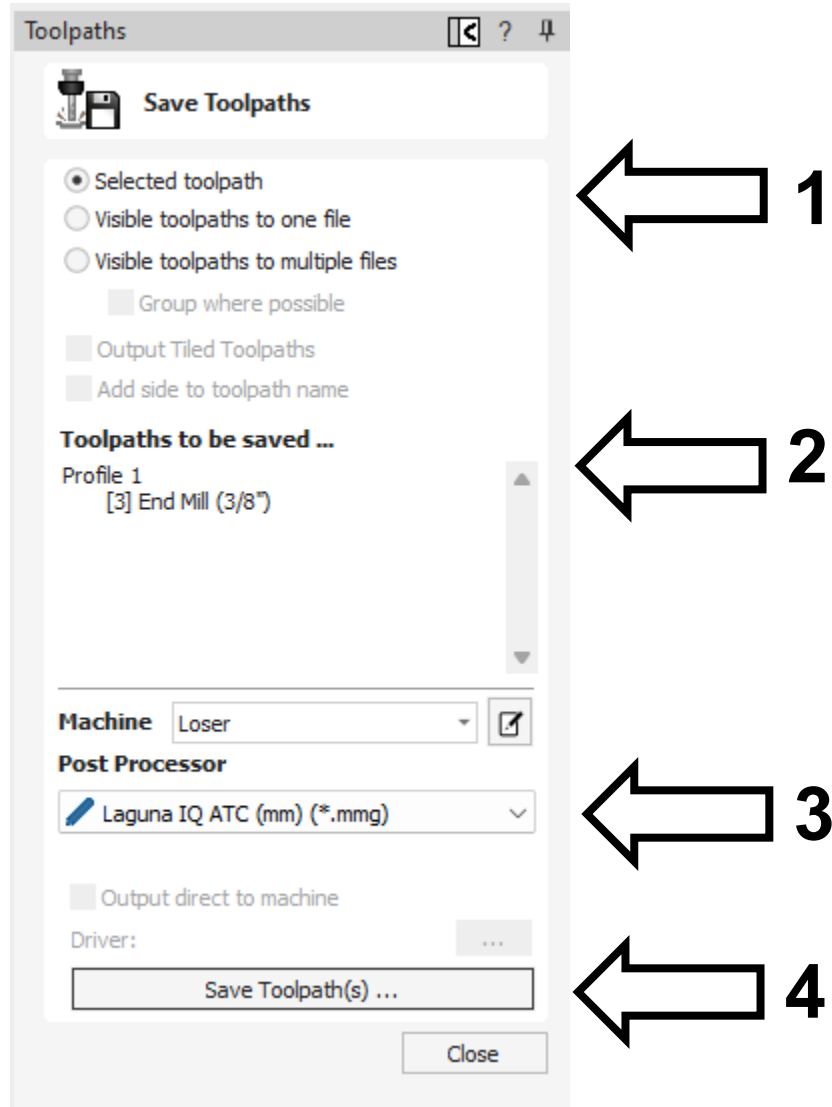 Toolpaths ?
Save Toolpaths
Selected toolpath
1
Visible toolpaths to one file
Visible toolpaths to multiple files
Group where possible
Output Tiled Toolpaths
Add side to toolpath name
Toolpaths to be saved ...
2
Profile 1
[3] End Mill (3/8")
Machine Loser
Post Processor
Laguna IQ ATC (mm) (*.mmg)
3
Output direct to machine
Driver: ...
Save Toolpath(s) ...
4
Close